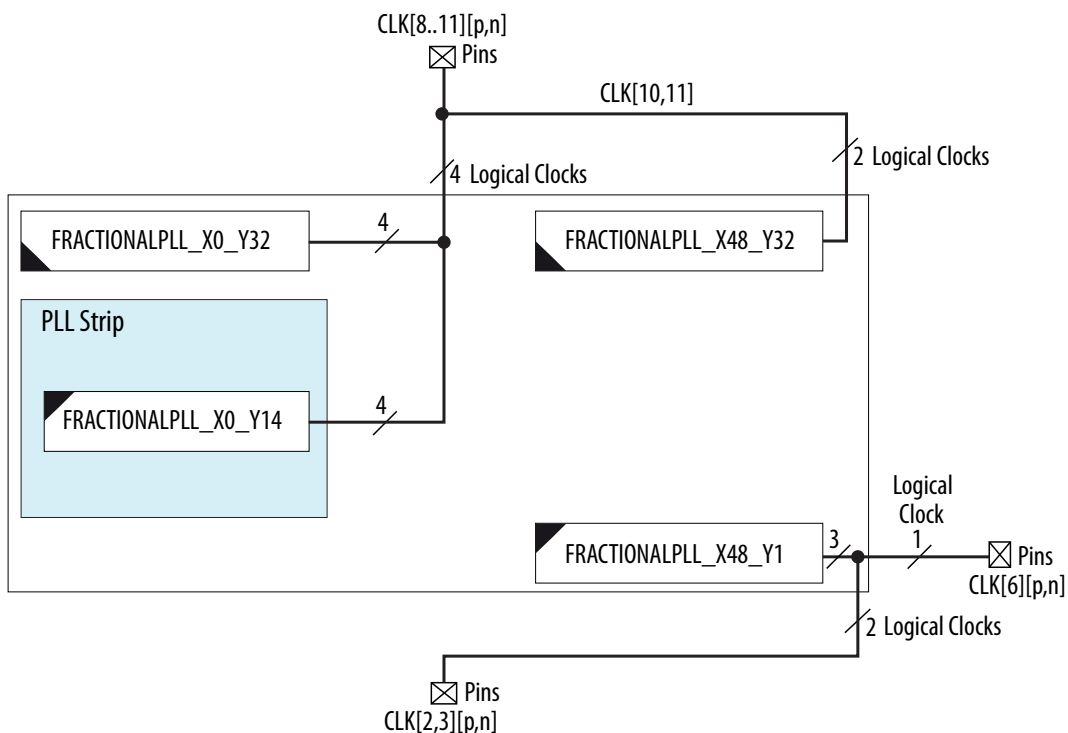 CLK[8..11][p,n]
Pins
CLK[10,11]
2 Logical Clocks
4 Logical Clocks
FRACTIONALPLL_X0_Y32
4
FRACTIONALPLL_X48_Y32
PLL Strip
FRACTIONALPLL_X0_Y14
4
Logical
Clock
FRACTIONALPLL_X48_Y1
3
1
Pins
CLK[6][p,n]
2 Logical Clocks
Pins
CLK[2,3][p,n]